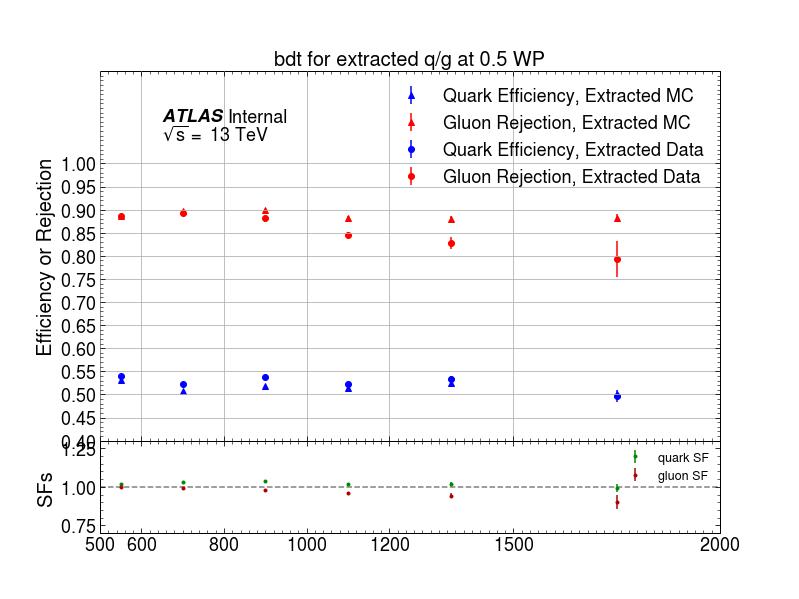 bdt for extracted q/g at 0.5 WP
ATLAS Internal
√s = 13 TeV
Quark Efficiency, Extracted MC
Gluon Rejection, Extracted MC
Quark Efficiency, Extracted Data
Gluon Rejection, Extracted Data
Efficiency or Rejection
1.00
0.95
0.90
0.85
0.80
0.75
0.70
0.65
0.60
0.55
0.50
0.45
0.40
SFs
1.25
1.00
0.75
quark SF
gluon SF
500 600 800 1000 1200 1500 2000